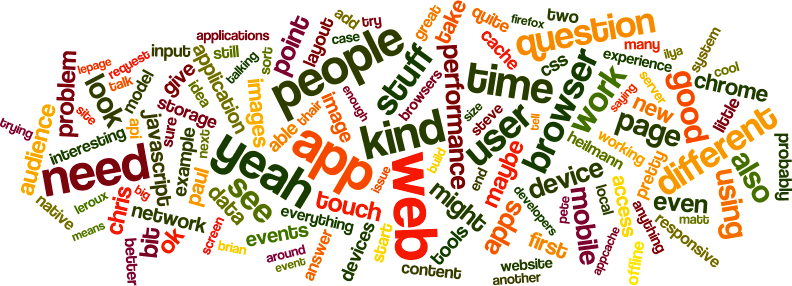 applications
add
try
great
take
quite
firefox
two
question
many
ilya
system
cool
lepage
request
talk
input
application
still
talking
sort
point
layout
case
people
stuff
browsers
performance
cache
time
css
browser
experience
server
saying
chrome
little
problem
look
model
give
idea
images
storage
able
thair
image
enough
size
steve
user
tell
work
heilmann
new
good
page
trying
site
audience
interesting
api
javascript
sure
example
next
yeah
app
kind
web
build
issue
end
maybe
working
pretty
different
also
probably
need
native
leroux
means
chris
big
bit
better
network
ok
paul
data
screen
see
brian
events
everything
around
event
touch
answer
devices
start
might
tools
content
apps
developers
first
website
another
device
pete
mobile
local
appcache
access
offline
anything
even
matt
responsive
using